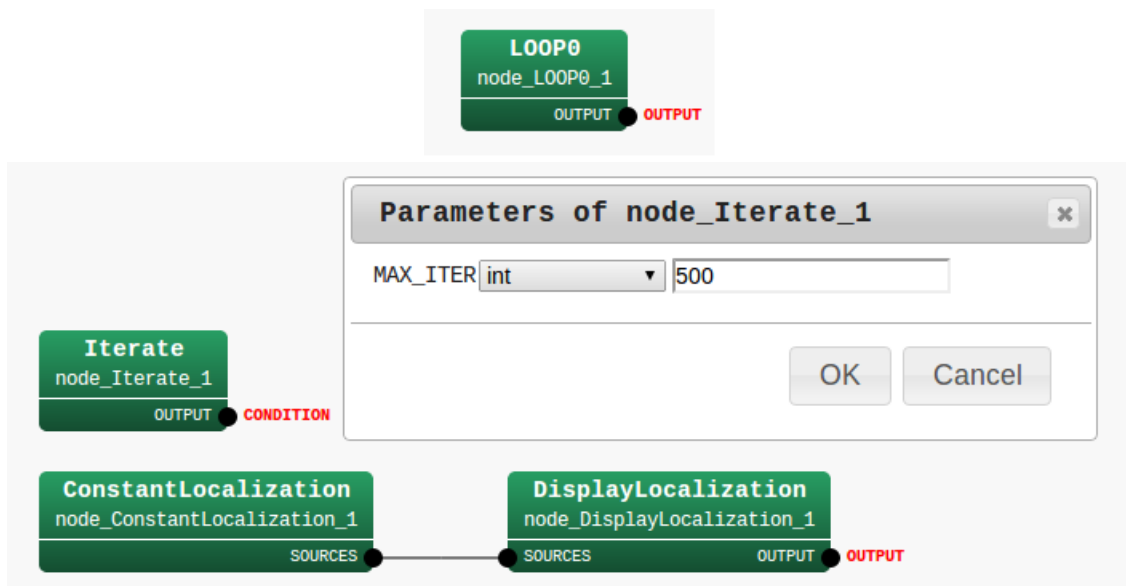 LOOP0
node_LOOP0_1
OUTPUT OUTPUT
Parameters of node_Iterate_1
MAX_ITER int 500
OK Cancel
Iterate
node_Iterate_1
OUTPUT CONDITION
ConstantLocalization
node_ConstantLocalization_1
SOURCES
DisplayLocalization
node_DisplayLocalization_1
SOURCES OUTPUT OUTPUT